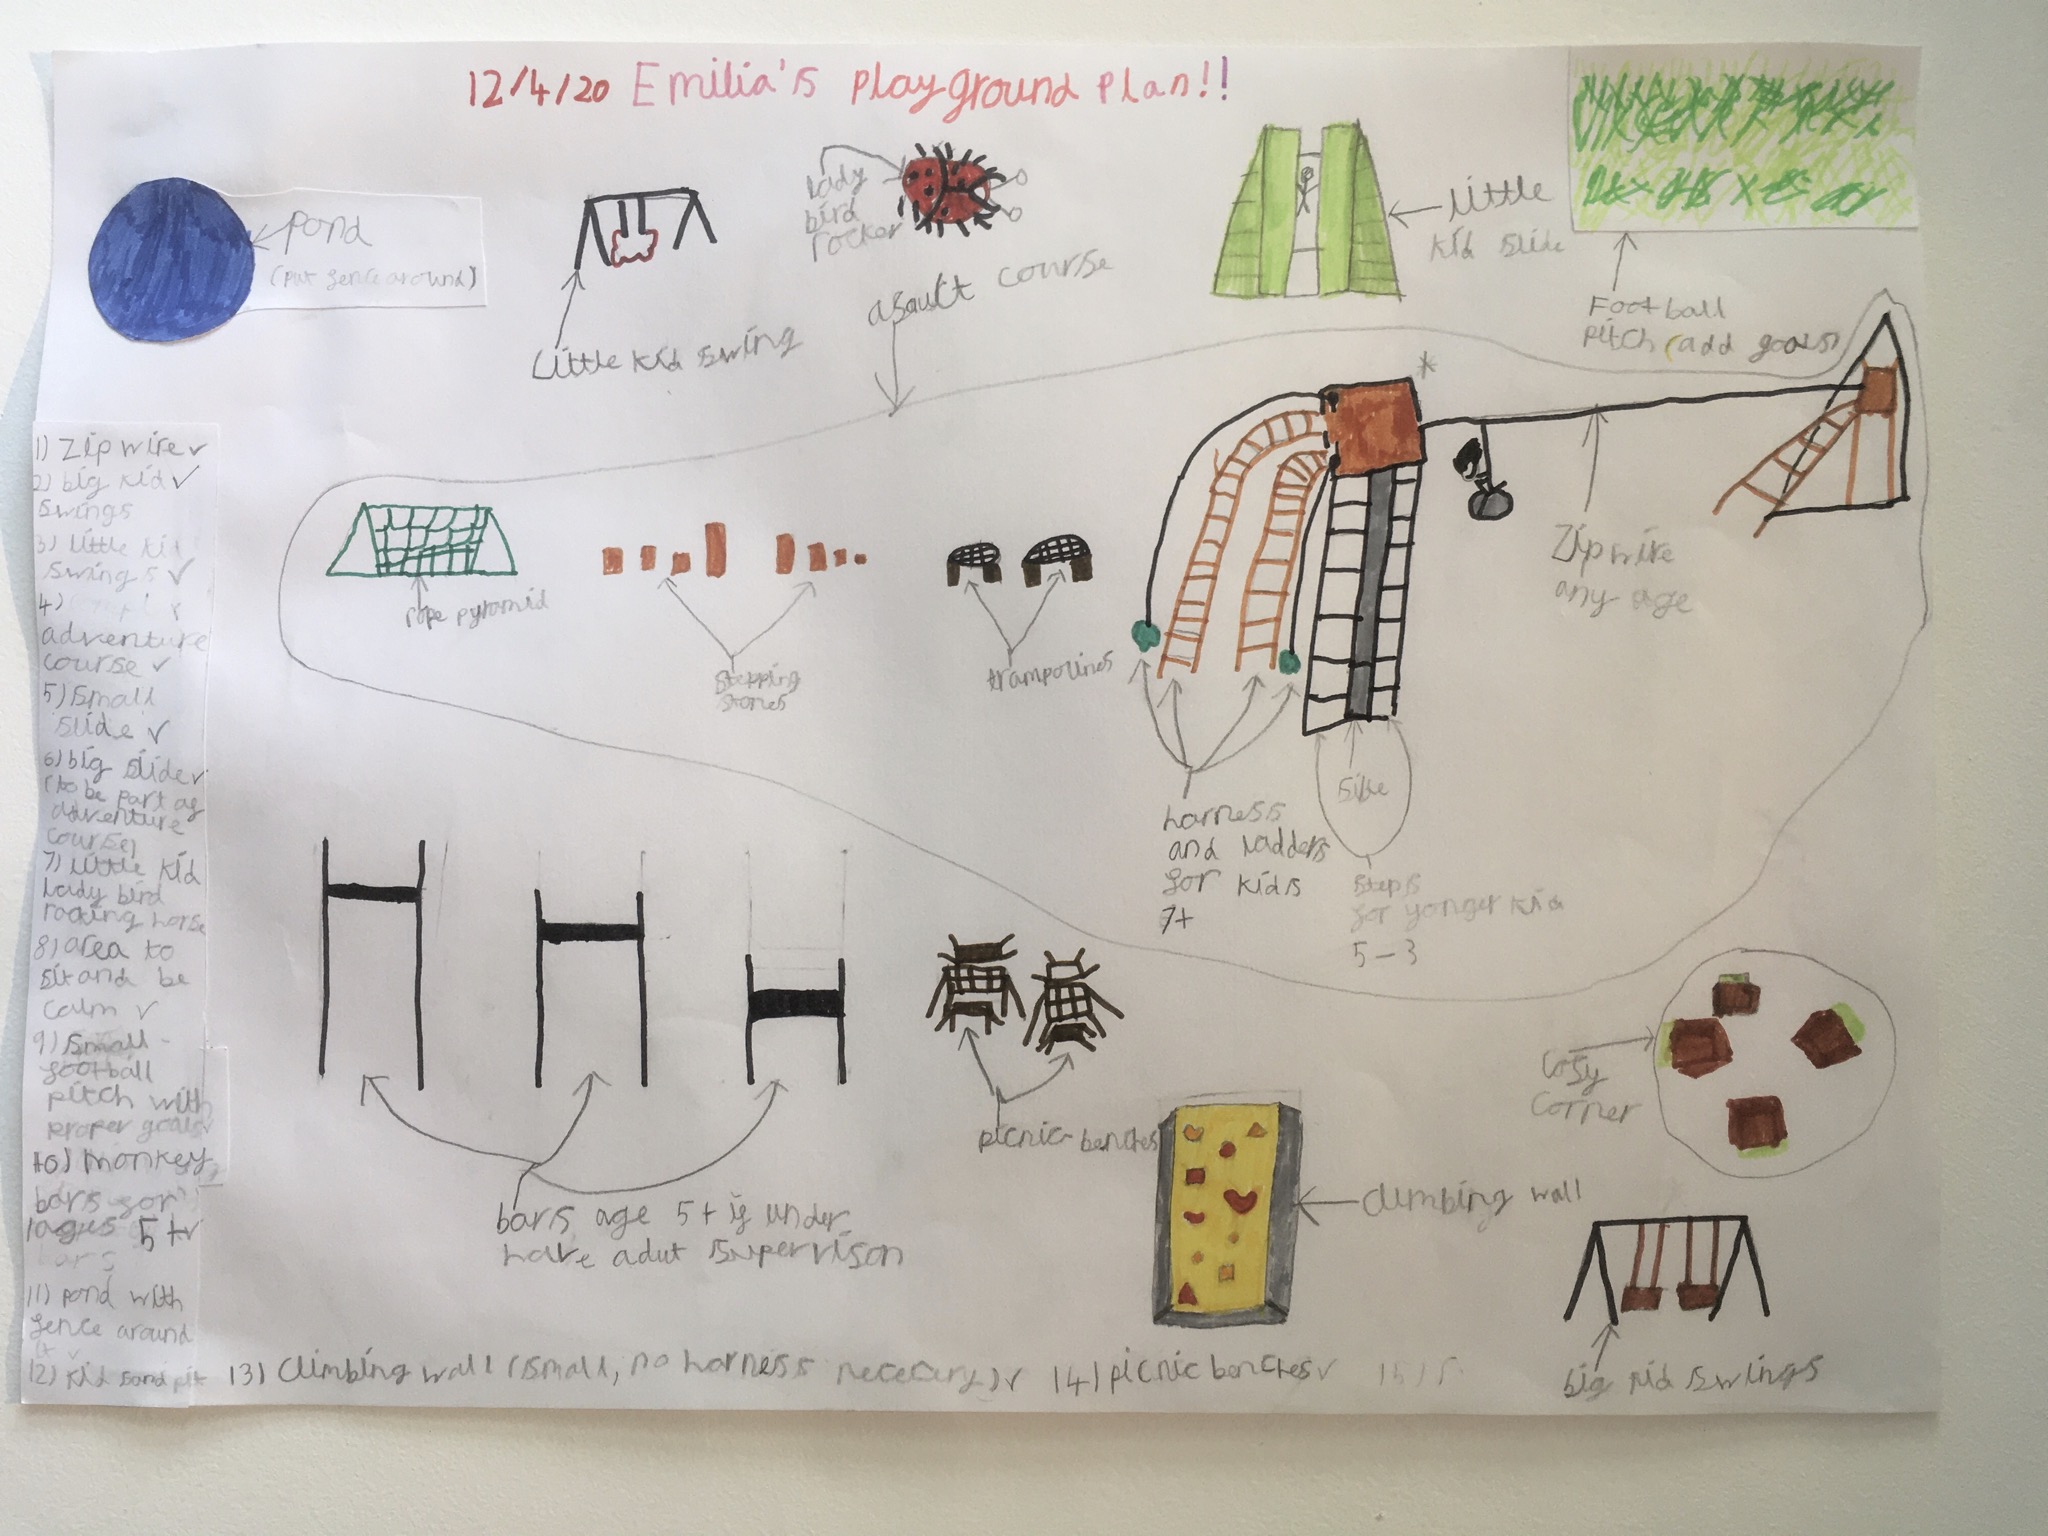 12/4/20 Emilia's playground plan!!
pond
(put fence around)
little kid swing
lady
bird
rocker
asault course
little
kid slide
Football
pitch (add goals)
*
rope pyramid
stepping
stones
trampolines
Zip wire
any age
harness
and ladders
for kids
7+
steps
for yonger kid
5-3
bars, age 5+ if under
have adut supervison
picnic benches
cosy
corner
climbing wall
big kid swings
1) Zip wire ✓
2) big kid ✓
swings
3) little kid
swings ✓
4)
adventure
course ✓
5) small
slide ✓
6) big slide ✓
(to be part of
adventure
course)
7) little kid
lady bird
rocking horse
8) area to
sit and be
calm ✓
9) small
football
pitch with
proper goals ✓
10) monkey
bars for
ages 5+ ✓
bars
11) pond with
fence around
it ✓
12) kid sand pit
13) climbing wall (small, no harness necesery) ✓ 14) picnic benches ✓ 15)